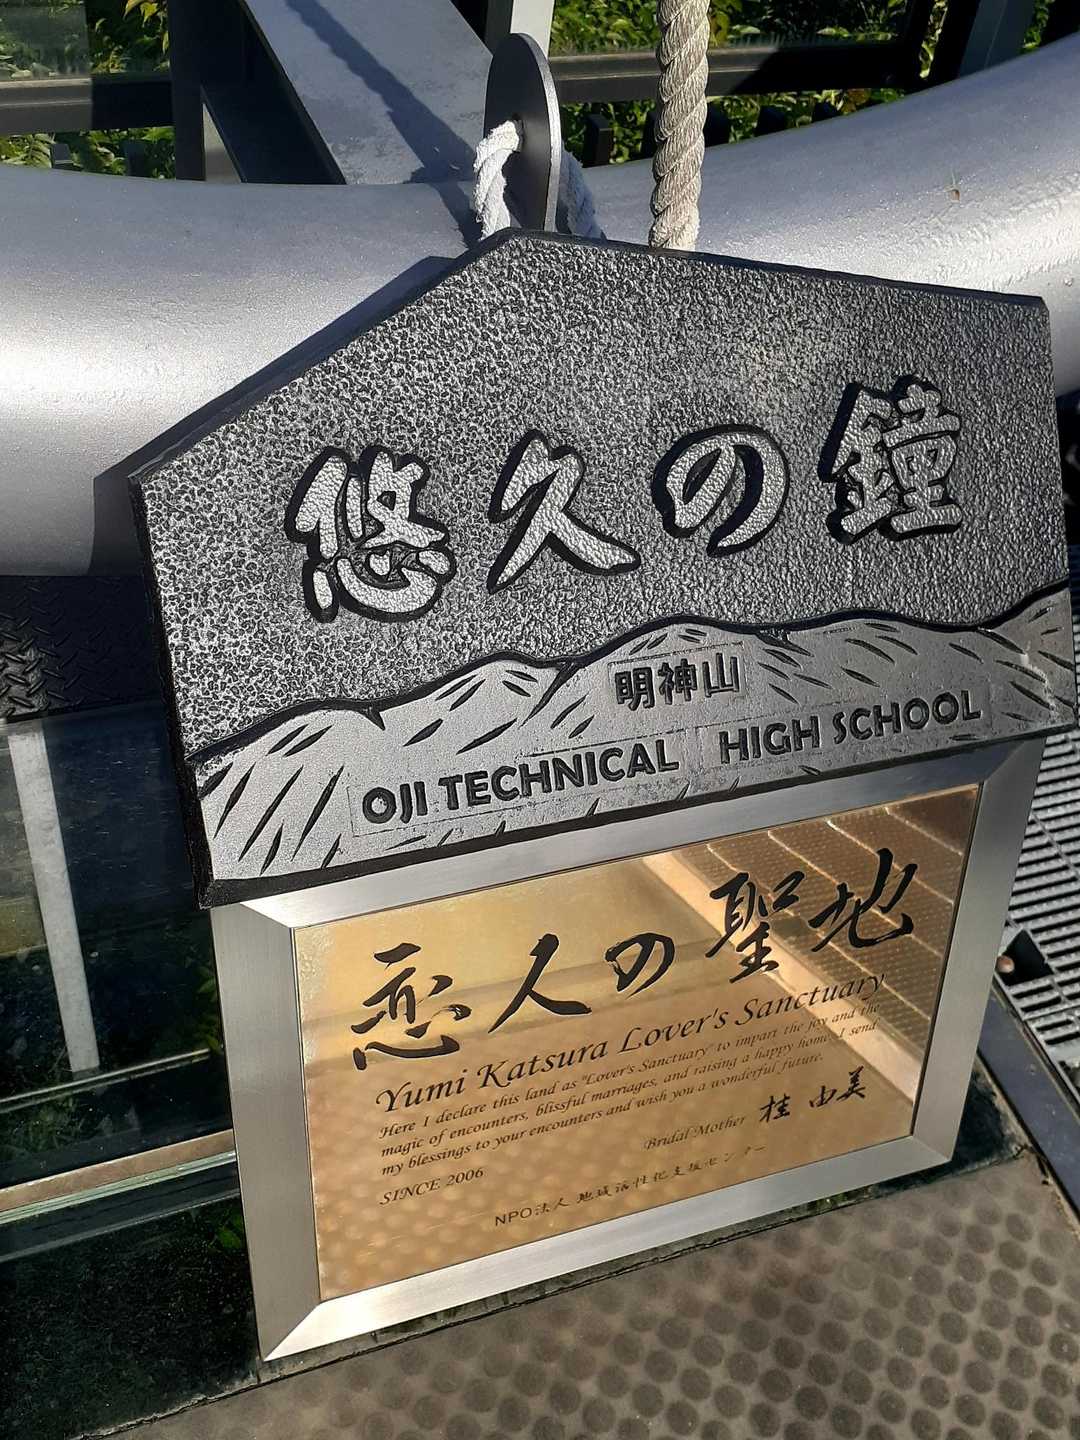 悠久の鐘
明神山
OJI TECHNICAL HIGH SCHOOL
恋人の聖地
Yumi Katsura Lover's Sanctuary
Here I declare this land as "Lover's Sanctuary" to impart the joy and the
magic of encounters, blissful marriages, and raising a happy home. I send
my blessings to your encounters and wish you a wonderful future.
Bridal Mother 桂 由美
SINCE 2006
NPO法人 地域活性化支援センター